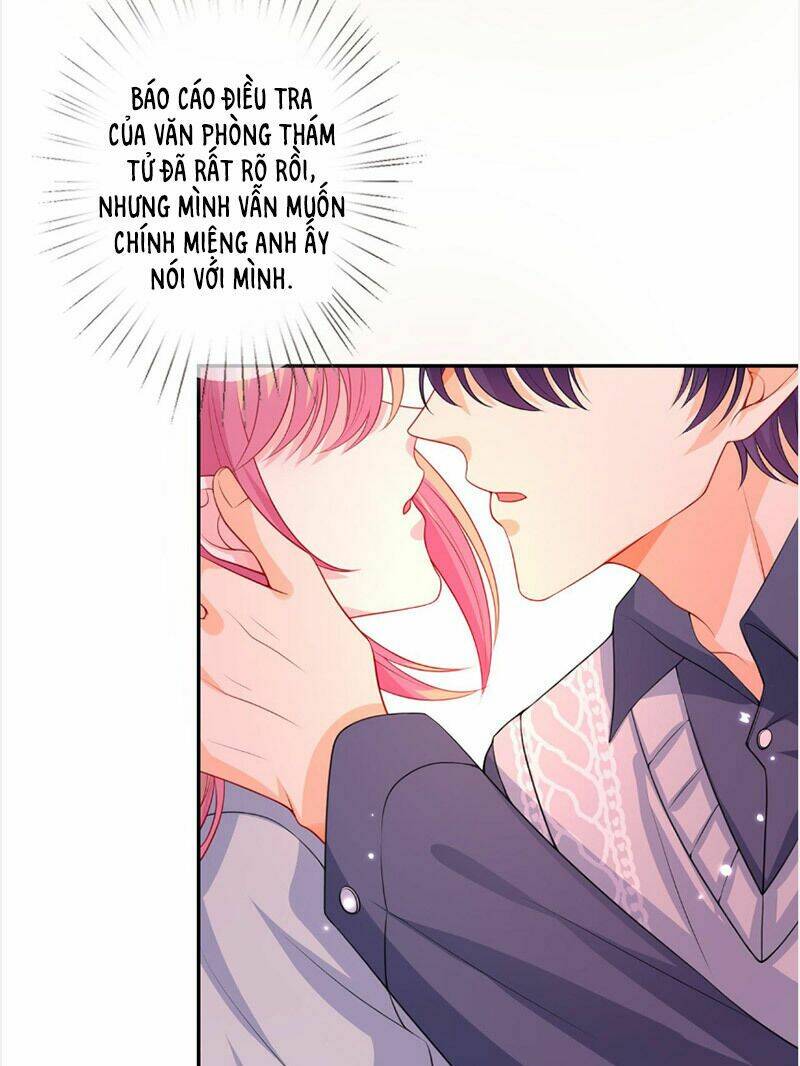 BÁO CÁO ĐIỀU TRA
CỦA VĂN PHÒNG THÁM
TỬ ĐÃ RẤT RÕ RỒI,
NHƯNG MÌNH VẪN MUỐN
CHÍNH MIỆNG ANH ẤY
NÓI VỚI MÌNH.